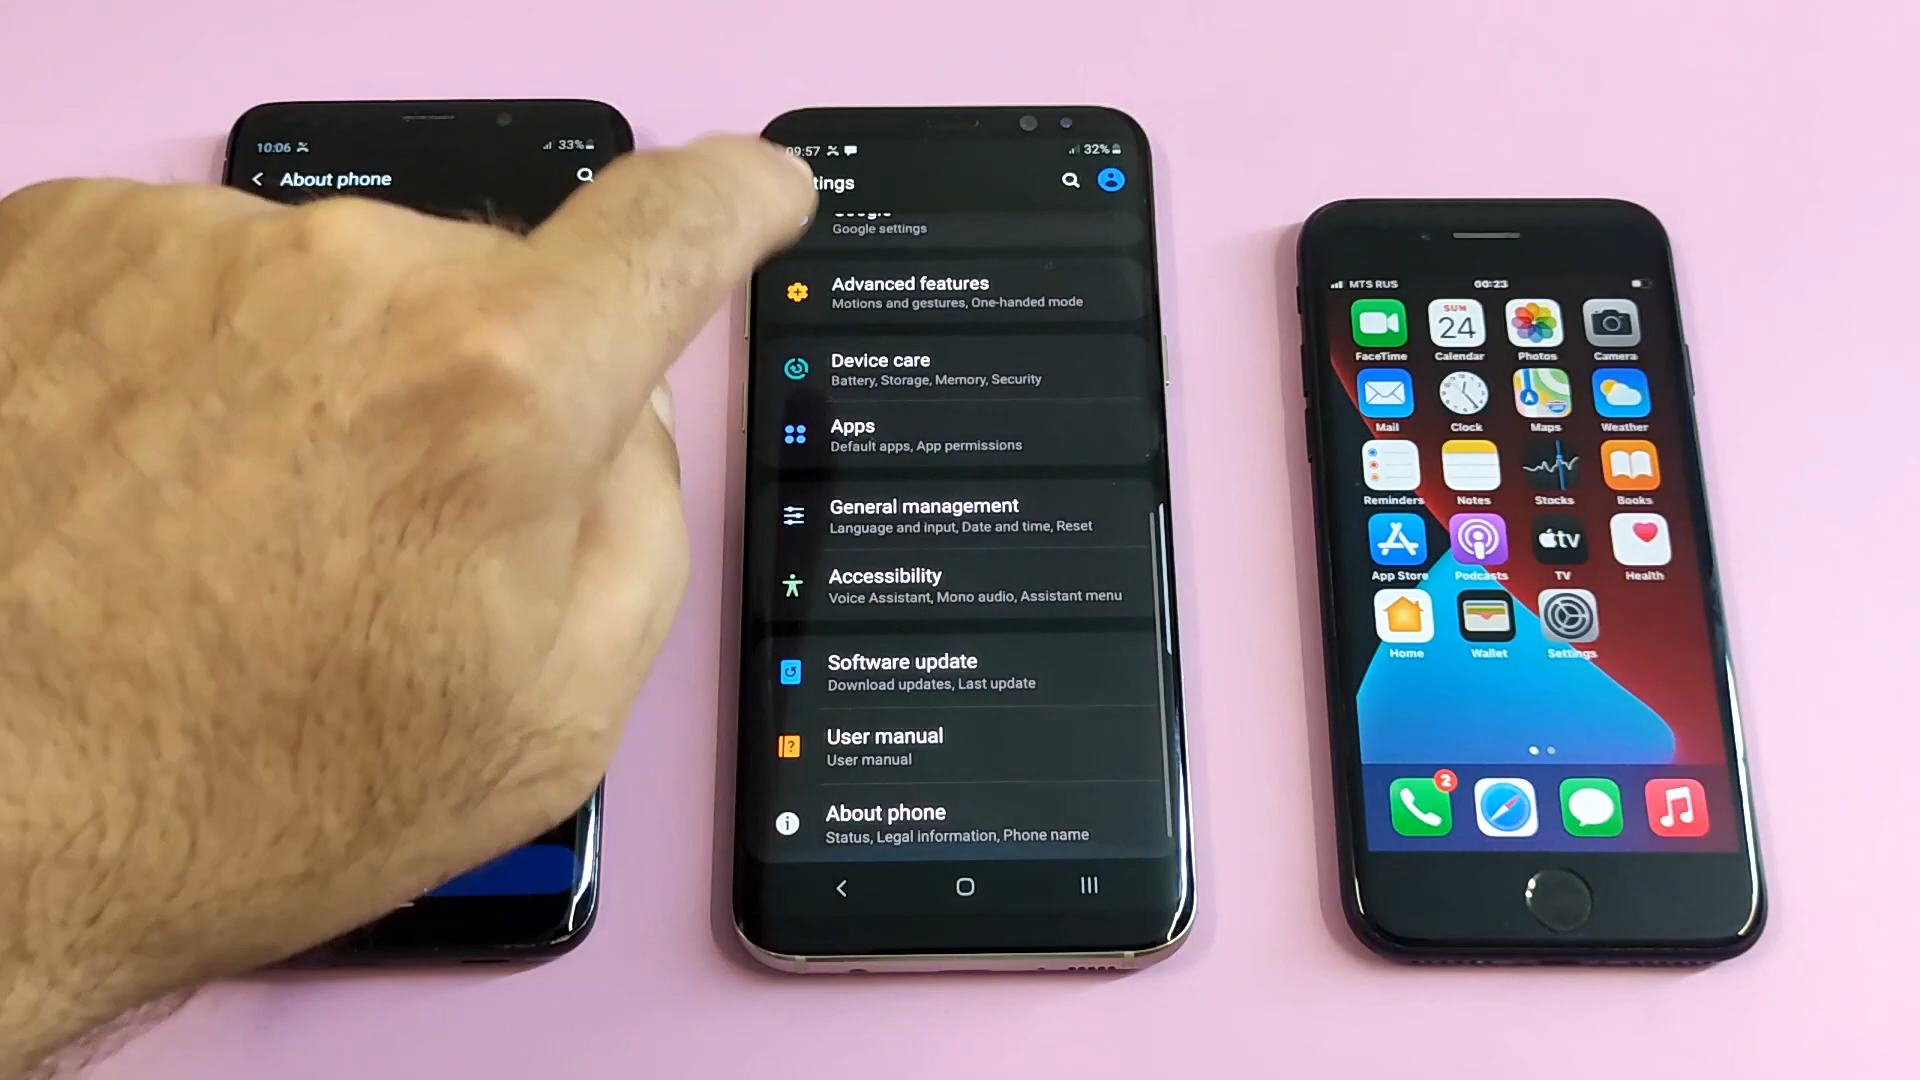 10:06
33%
About phone
09:57
32%
tings
Google
Google settings
Advanced features
Motions and gestures, One-handed mode
Device care
Battery, Storage, Memory, Security
Apps
Default apps, App permissions
General management
Language and input, Date and time, Reset
Accessibility
Voice Assistant, Mono audio, Assistant menu
Software update
Download updates, Last update
User manual
User manual
About phone
Status, Legal information, Phone name
MTS RUS
00:23
SUN
24
FaceTime
Calendar
Photos
Camera
Mail
Clock
Maps
Weather
Reminders
Notes
Stocks
Books
tv
App Store
Podcasts
TV
Health
Home
Wallet
Settings
2